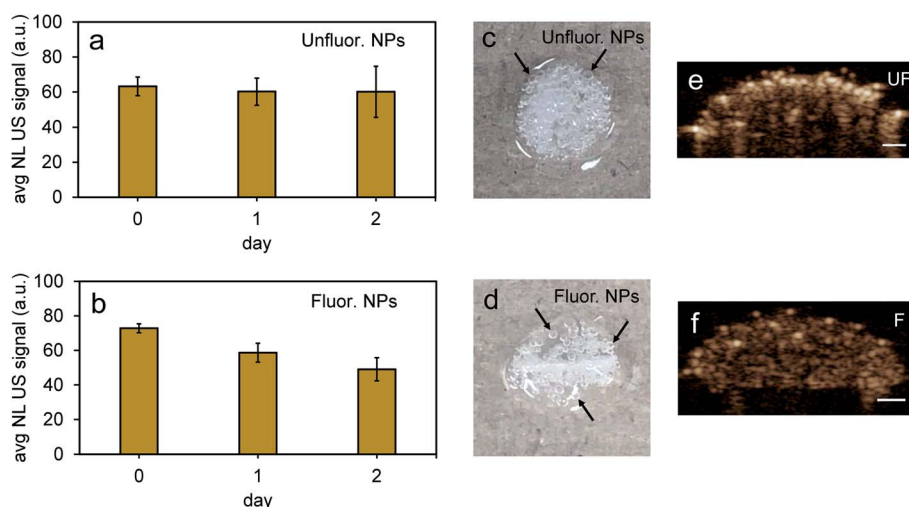 a
Unfluor. NPs
avg NL US signal (a.u.)
100
80
60
40
20
0
0 1 2
day
c
Unfluor. NPs
e
UF
b
Fluor. NPs
avg NL US signal (a.u.)
100
80
60
40
20
0
0 1 2
day
d
Fluor. NPs
f
F